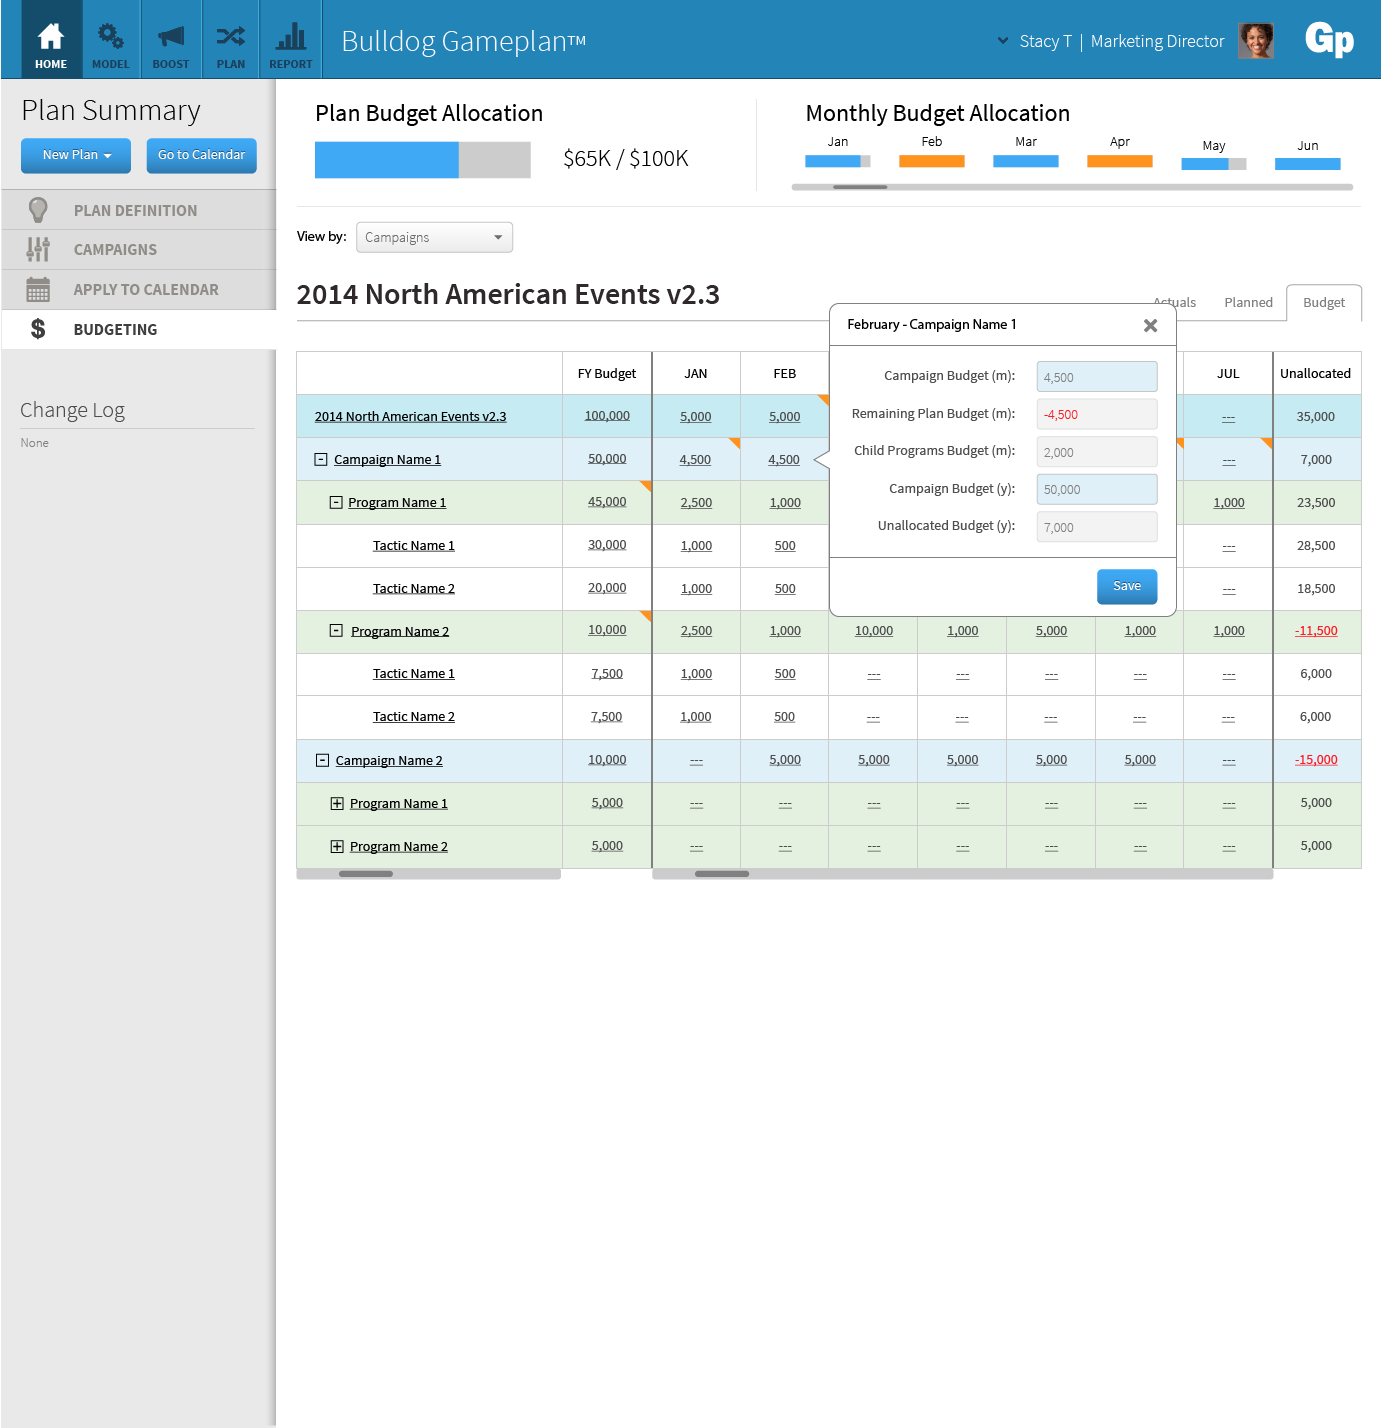 HOME MODEL BOOST PLAN REPORT
Bulldog Gameplan™
Stacy T | Marketing Director
Gp
Plan Summary
New Plan
Go to Calendar
PLAN DEFINITION
CAMPAIGNS
APPLY TO CALENDAR
$ BUDGETING
Change Log
None
Plan Budget Allocation
$65K / $100K
Monthly Budget Allocation
Jan Feb Mar Apr May Jun
View by: Campaigns
2014 North American Events v2.3
Actuals Planned Budget
FY Budget JAN FEB JUL Unallocated
2014 North American Events v2.3 100,000 5,000 5,000 --- 35,000
Campaign Name 1 50,000 4,500 4,500 --- 7,000
Program Name 1 45,000 2,500 1,000 1,000 23,500
Tactic Name 1 30,000 1,000 500 --- 28,500
Tactic Name 2 20,000 1,000 500 --- 18,500
Program Name 2 10,000 2,500 1,000 10,000 1,000 5,000 1,000 1,000 -11,500
Tactic Name 1 7,500 1,000 500 --- --- --- --- --- 6,000
Tactic Name 2 7,500 1,000 500 --- --- --- --- --- 6,000
Campaign Name 2 10,000 --- 5,000 5,000 5,000 5,000 5,000 --- -15,000
Program Name 1 5,000 --- --- --- --- --- --- --- 5,000
Program Name 2 5,000 --- --- --- --- --- --- --- 5,000
February - Campaign Name 1
Campaign Budget (m): 4,500
Remaining Plan Budget (m): -4,500
Child Programs Budget (m): 2,000
Campaign Budget (y): 50,000
Unallocated Budget (y): 7,000
Save